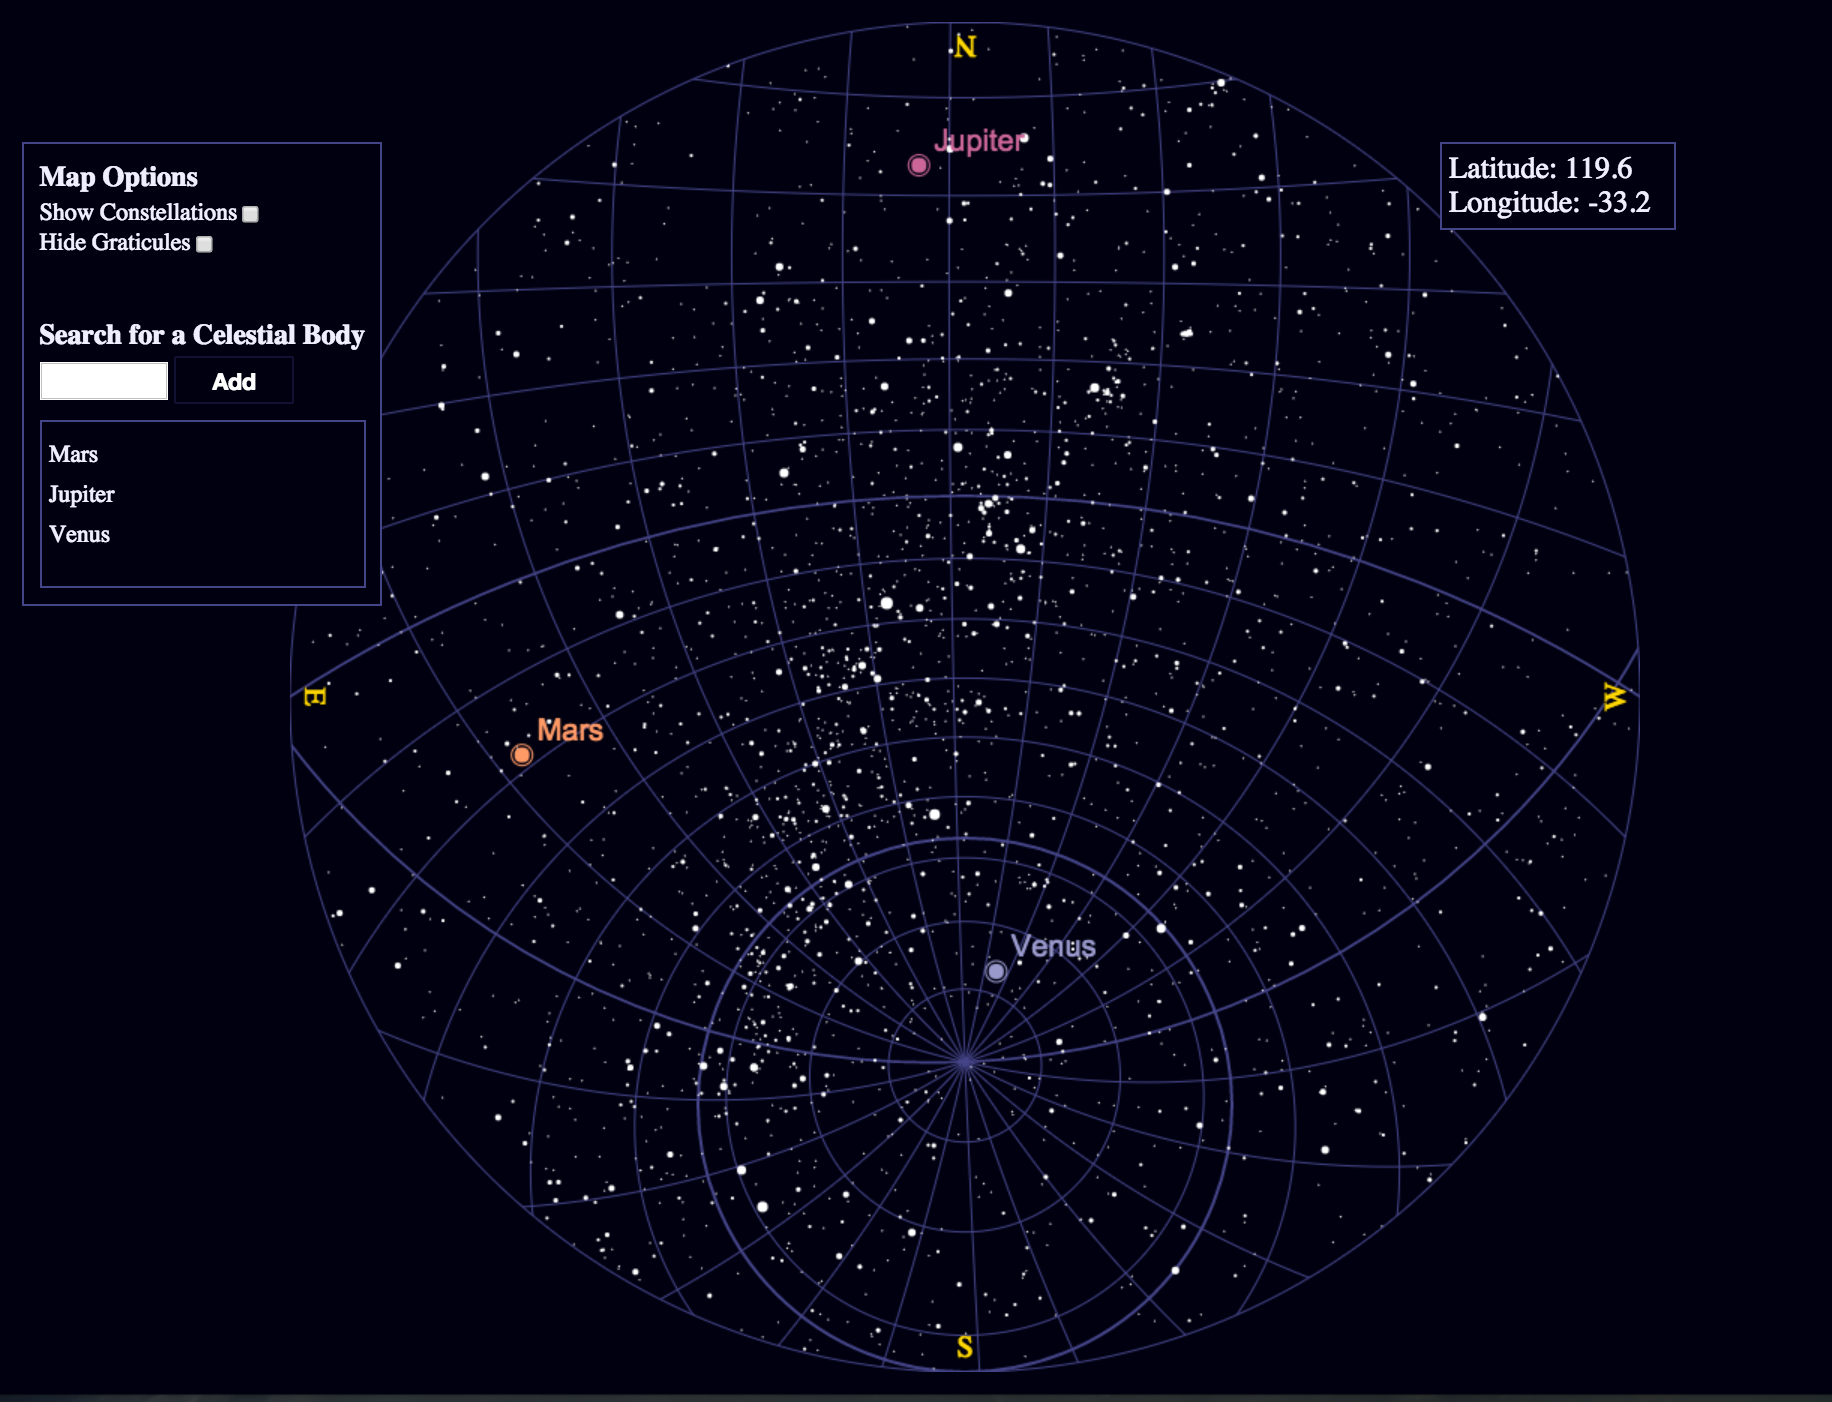 N
Jupiter
Map Options
Show Constellations
Hide Graticules
Latitude: 119.6
Longitude: -33.2
Search for a Celestial Body
Add
Mars
Jupiter
Venus
E
W
Mars
Venus
S